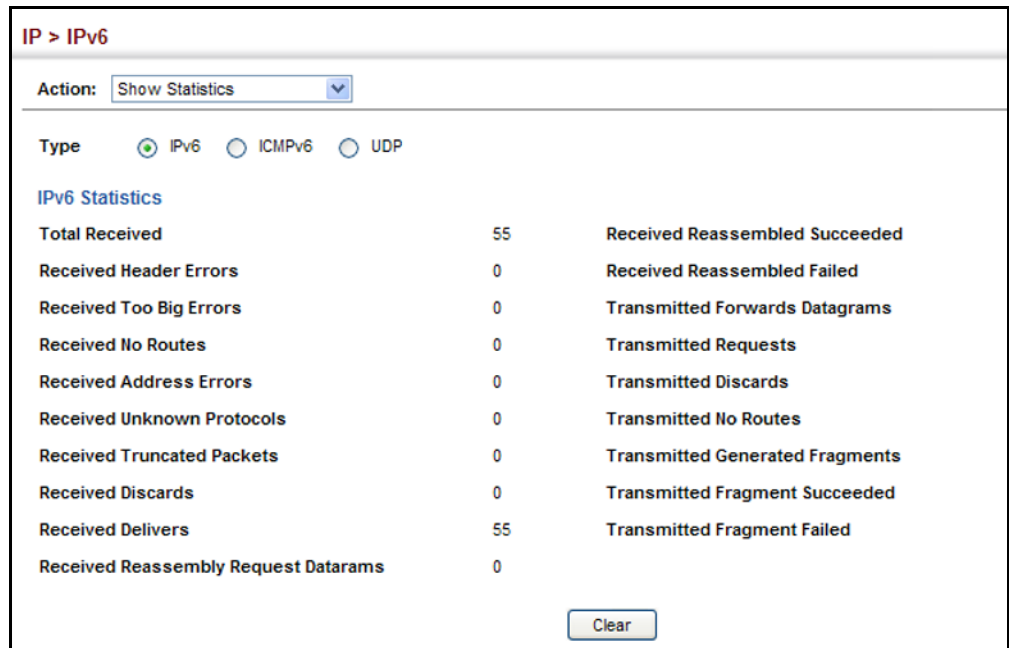 IP > IPv6
Action: Show Statistics
Type IPv6 ICMPv6 UDP
IPv6 Statistics
Total Received 55 Received Reassembled Succeeded
Received Header Errors 0 Received Reassembled Failed
Received Too Big Errors 0 Transmitted Forwards Datagrams
Received No Routes 0 Transmitted Requests
Received Address Errors 0 Transmitted Discards
Received Unknown Protocols 0 Transmitted No Routes
Received Truncated Packets 0 Transmitted Generated Fragments
Received Discards 0 Transmitted Fragment Succeeded
Received Delivers 55 Transmitted Fragment Failed
Received Reassembly Request Datarams 0
Clear